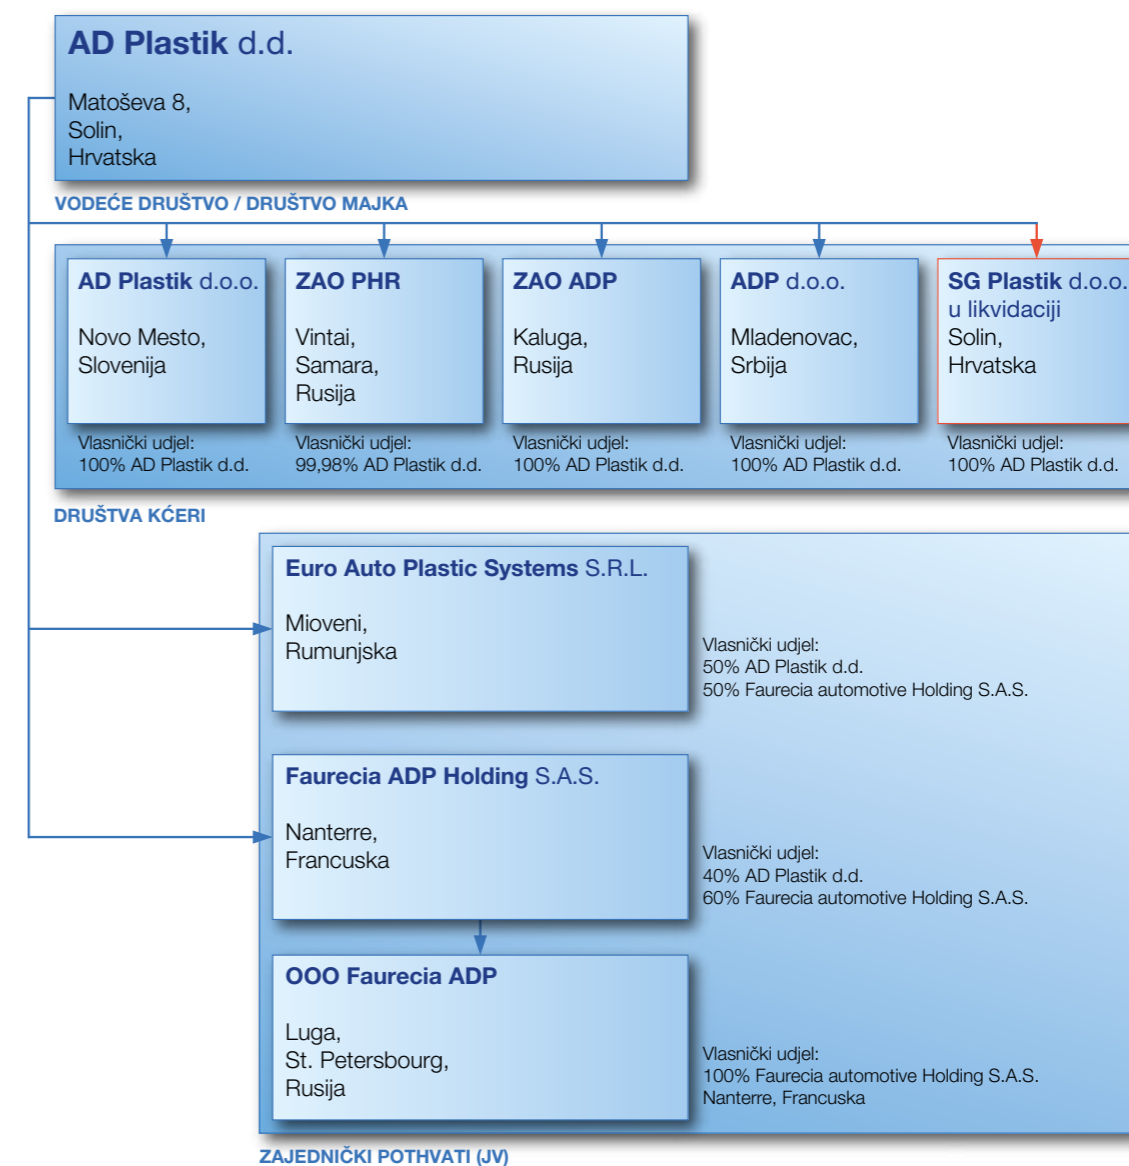 AD Plastik d.d.
Matoševa 8,
Solin,
Hrvatska
VODEĆE DRUŠTVO / DRUŠTVO MAJKA
AD Plastik d.o.o.
Novo Mesto,
Slovenija
Vlasnički udjel:
100% AD Plastik d.d.
ZAO PHR
Vintai,
Samara,
Rusija
Vlasnički udjel:
99,98% AD Plastik d.d.
ZAO ADP
Kaluga,
Rusija
Vlasnički udjel:
100% AD Plastik d.d.
ADP d.o.o.
Mladenovac,
Srbija
Vlasnički udjel:
100% AD Plastik d.d.
SG Plastik d.o.o.
u likvidaciji
Solin,
Hrvatska
Vlasnički udjel:
100% AD Plastik d.d.
DRUŠTVA KĆERI
Euro Auto Plastic Systems S.R.L.
Mioveni,
Rumunjska
Vlasnički udjel:
50% AD Plastik d.d.
50% Faurecia automotive Holding S.A.S.
Faurecia ADP Holding S.A.S.
Nanterre,
Francuska
Vlasnički udjel:
40% AD Plastik d.d.
60% Faurecia automotive Holding S.A.S.
OOO Faurecia ADP
Luga,
St. Petersbourg,
Rusija
Vlasnički udjel:
100% Faurecia automotive Holding S.A.S.
Nanterre, Francuska
ZAJEDNIČKI POTHVATI (JV)